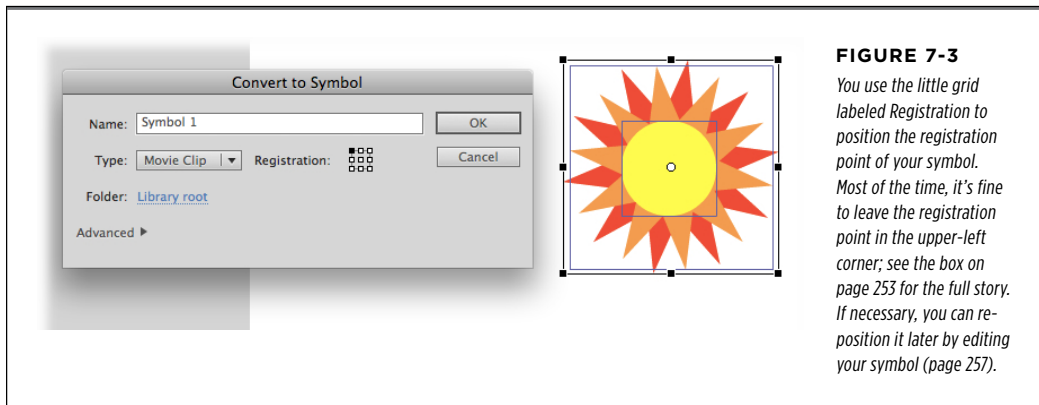 Convert to Symbol
Name: Symbol 1 OK
Type: Movie Clip Registration: Cancel
Folder: Library root
Advanced
FIGURE 7-3
You use the little grid
labeled Registration to
position the registration
point of your symbol.
Most of the time, it's fine
to leave the registration
point in the upper-left
corner; see the box on
page 253 for the full story.
If necessary, you can re-
position it later by editing
your symbol (page 257).